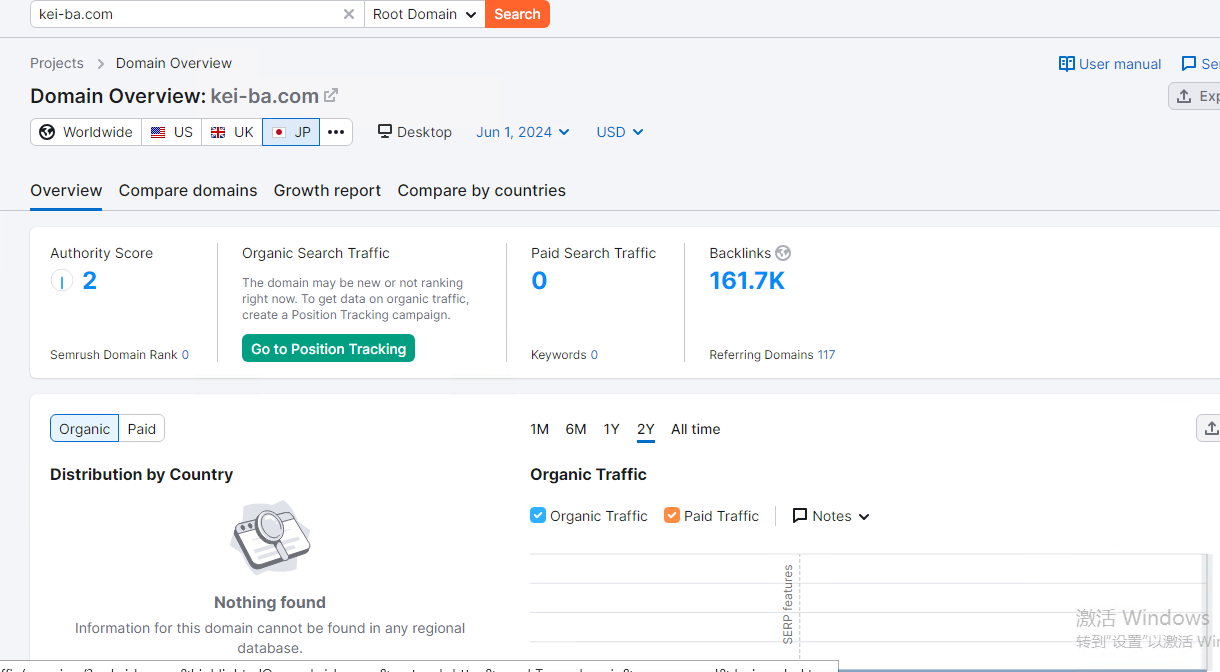 kei-ba.com
Root Domain
Search
Projects
Domain Overview
User manual
Se
Domain Overview: kei-ba.com
Exp
Worldwide
US
UK
JP
Desktop
Jun 1, 2024
USD
Overview
Compare domains
Growth report
Compare by countries
Authority Score
2
Semrush Domain Rank 0
Organic Search Traffic
The domain may be new or not ranking
right now. To get data on organic traffic,
create a Position Tracking campaign.
Go to Position Tracking
Paid Search Traffic
0
Keywords 0
Backlinks
161.7K
Referring Domains 117
Organic
Paid
1M
6M
1Y
2Y
All time
Distribution by Country
Nothing found
Information for this domain cannot be found in any regional
database.
Organic Traffic
Organic Traffic
Paid Traffic
Notes
SERP features
激活 Windows
转到"设置"以激活 Wi